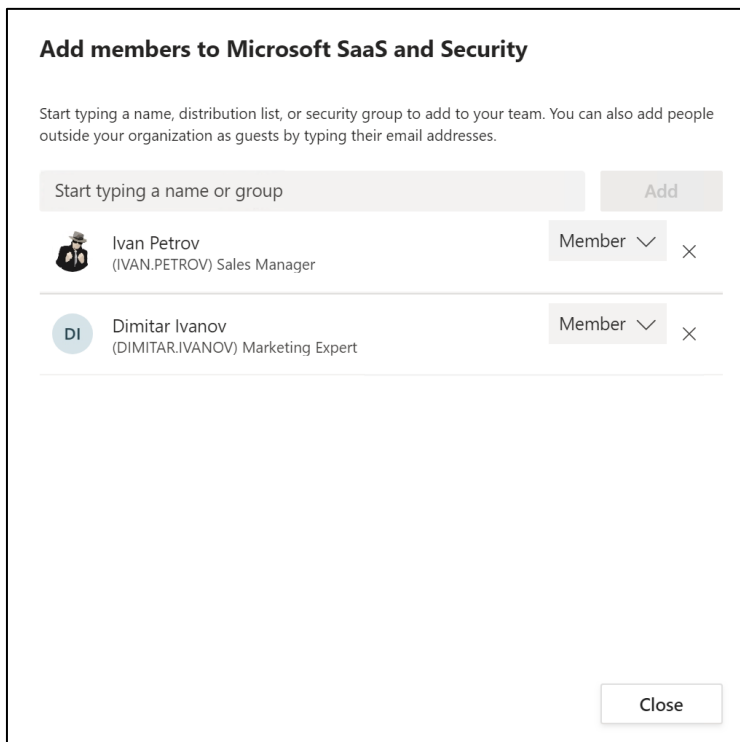 Add members to Microsoft SaaS and Security
Start typing a name, distribution list, or security group to add to your team. You can also add people
outside your organization as guests by typing their email addresses.
Start typing a name or group
Add
Ivan Petrov
Member
(IVAN.PETROV) Sales Manager
DI
Dimitar Ivanov
Member
(DIMITAR.IVANOV) Marketing Expert
Close